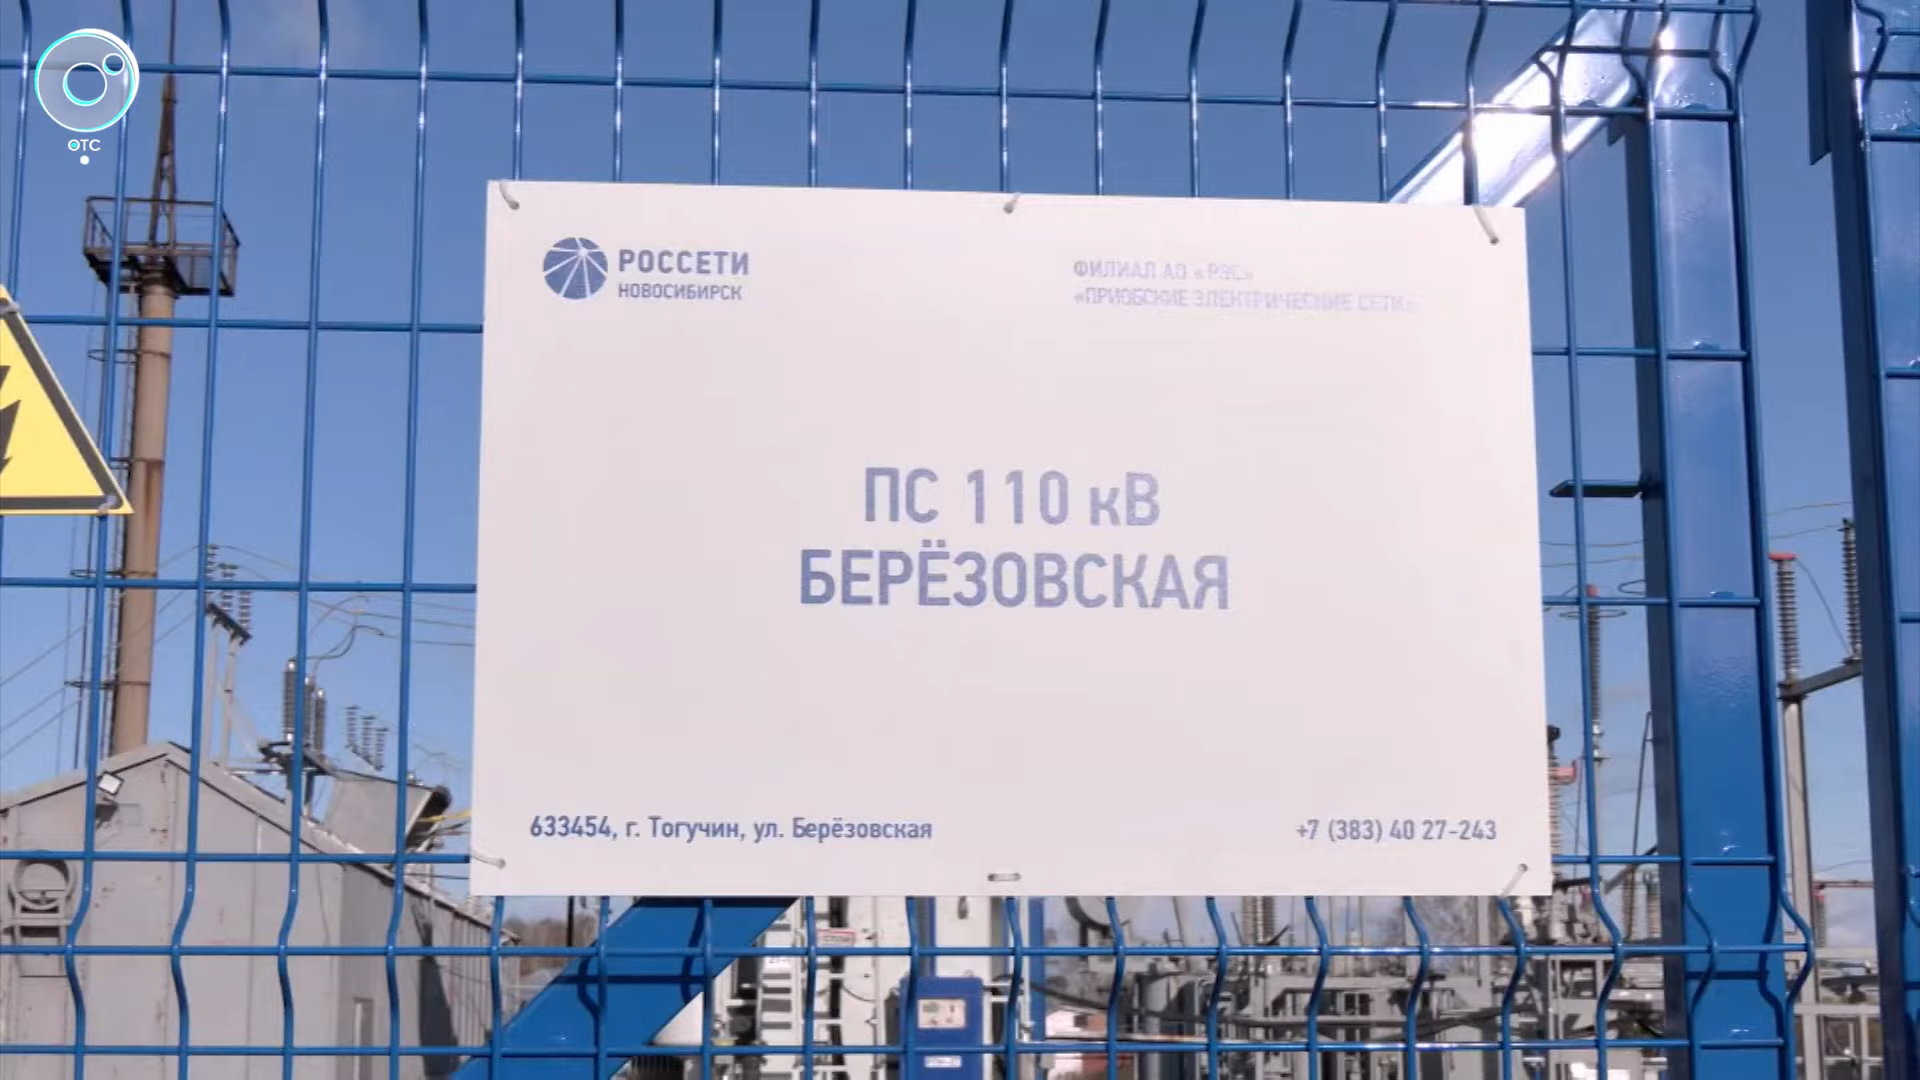 ОТС
РОССЕТИ
НОВОСИБИРСК
ФИЛИАЛ АО «РЭС»
«ПРИОБСКИЕ ЭЛЕКТРИЧЕСКИЕ СЕТИ»
ПС 110 кВ
БЕРЁЗОВСКАЯ
633454, г. Тогучин, ул. Берёзовская
+7 (383) 40 27-243